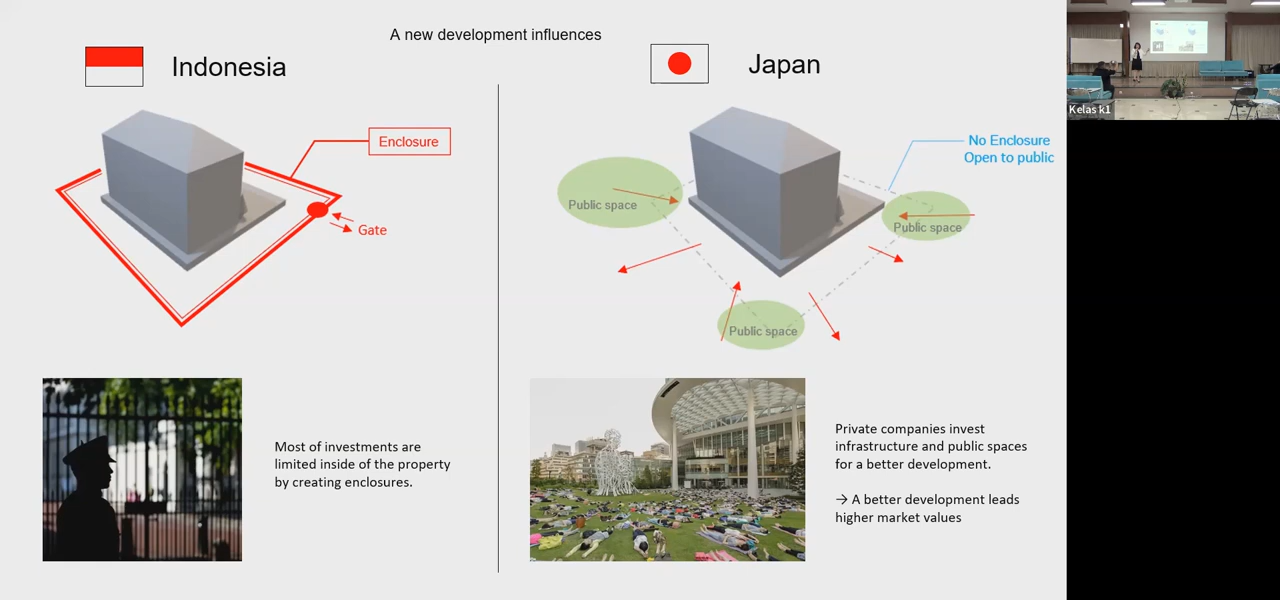 A new development influences
Indonesia
Japan
Enclosure
Gate
No Enclosure
Open to public
Public space
Public space
Public space
Most of investments are
limited inside of the property
by creating enclosures.
Private companies invest
infrastructure and public spaces
for a better development.
→ A better development leads
higher market values
Kelas k1